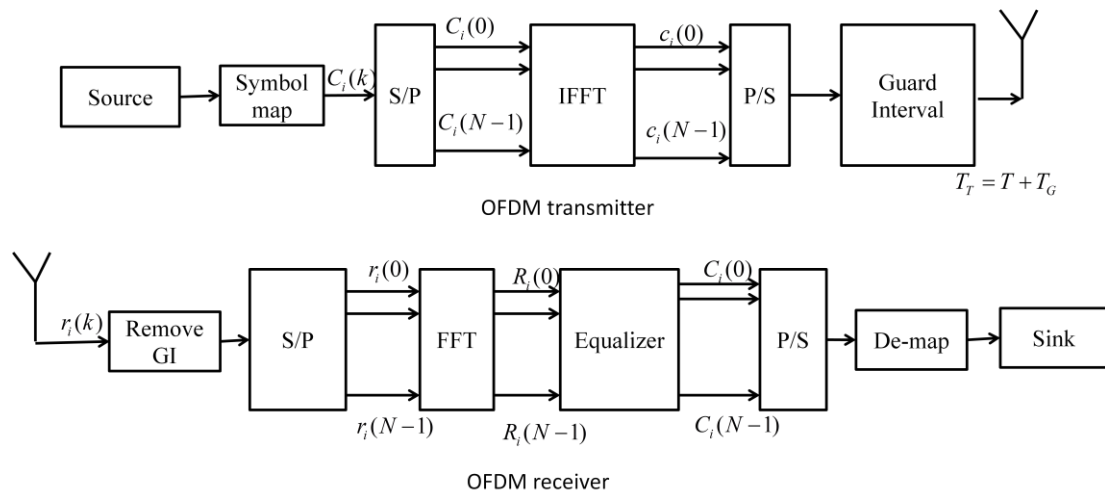 Source
Symbol
map
C_i(k)
S/P
C_i(0)
C_i(N-1)
IFFT
c_i(0)
c_i(N-1)
P/S
Guard
Interval
T_T = T + T_G
OFDM transmitter
r_i(k)
Remove
GI
S/P
r_i(0)
r_i(N-1)
FFT
R_i(0)
R_i(N-1)
Equalizer
C_i(0)
C_i(N-1)
P/S
De-map
Sink
OFDM receiver